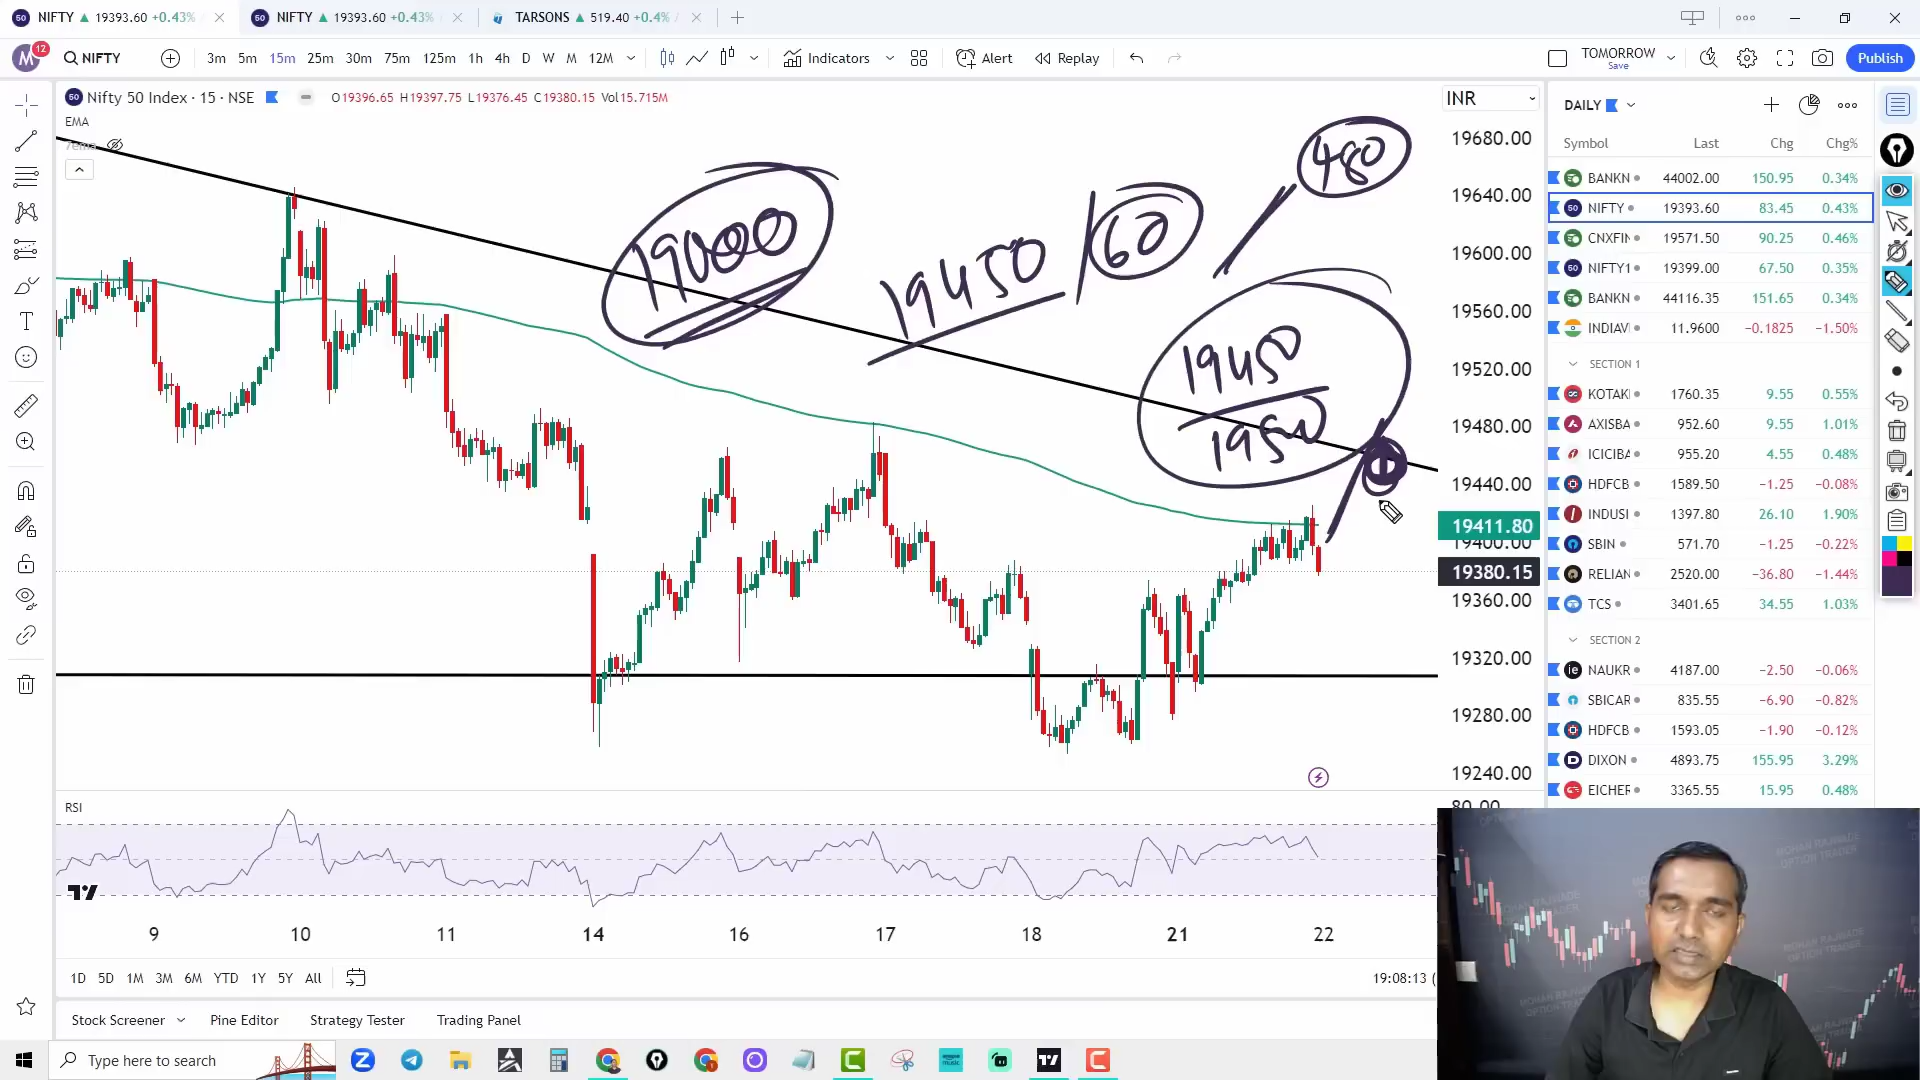 NIFTY ▲ 19393.60 +0.43%
NIFTY ▲ 19393.60 +0.43%
TARSONS ▲ 519.40 +0.4%
M 12 NIFTY 3m 5m 15m 25m 30m 75m 125m 1h 4h D W M 12M Indicators Alert Replay TOMORROW Save Publish
50 Nifty 50 Index · 15 · NSE O19396.65 H19397.75 L19376.45 C19380.15 Vol15.715M
EMA
7ema
INR
19680.00
19640.00
19600.00
19560.00
19520.00
19480.00
19440.00
19411.80
19400.00
19380.15
19360.00
19320.00
19280.00
19240.00
80.00
19000
19450 / 60
480
19450
1950
RSI
9 10 11 14 16 17 18 21 22
1D 5D 1M 3M 6M YTD 1Y 5Y All
19:08:13 (
Stock Screener Pine Editor Strategy Tester Trading Panel
DAILY
Symbol Last Chg Chg%
BANKN 44002.00 150.95 0.34%
NIFTY 19393.60 83.45 0.43%
CNXFIN 19571.50 90.25 0.46%
NIFTY1 19399.00 67.50 0.35%
BANKN 44116.35 151.65 0.34%
INDIAVI 11.9600 −0.1825 −1.50%
SECTION 1
KOTAK 1760.35 9.55 0.55%
AXISBA 952.60 9.55 1.01%
ICICIBA 955.20 4.55 0.48%
HDFCB 1589.50 −1.25 −0.08%
INDUSI 1397.80 26.10 1.90%
SBIN 571.70 −1.25 −0.22%
RELIAN 2520.00 −36.80 −1.44%
TCS 3401.65 34.55 1.03%
SECTION 2
NAUKR 4187.00 −2.50 −0.06%
SBICAR 835.55 −6.90 −0.82%
HDFCB 1593.05 −1.90 −0.12%
DIXON 4893.75 155.95 3.29%
EICHER 3365.55 15.95 0.48%
MOHAN RAJWADE
OPTION TRADER
Type here to search